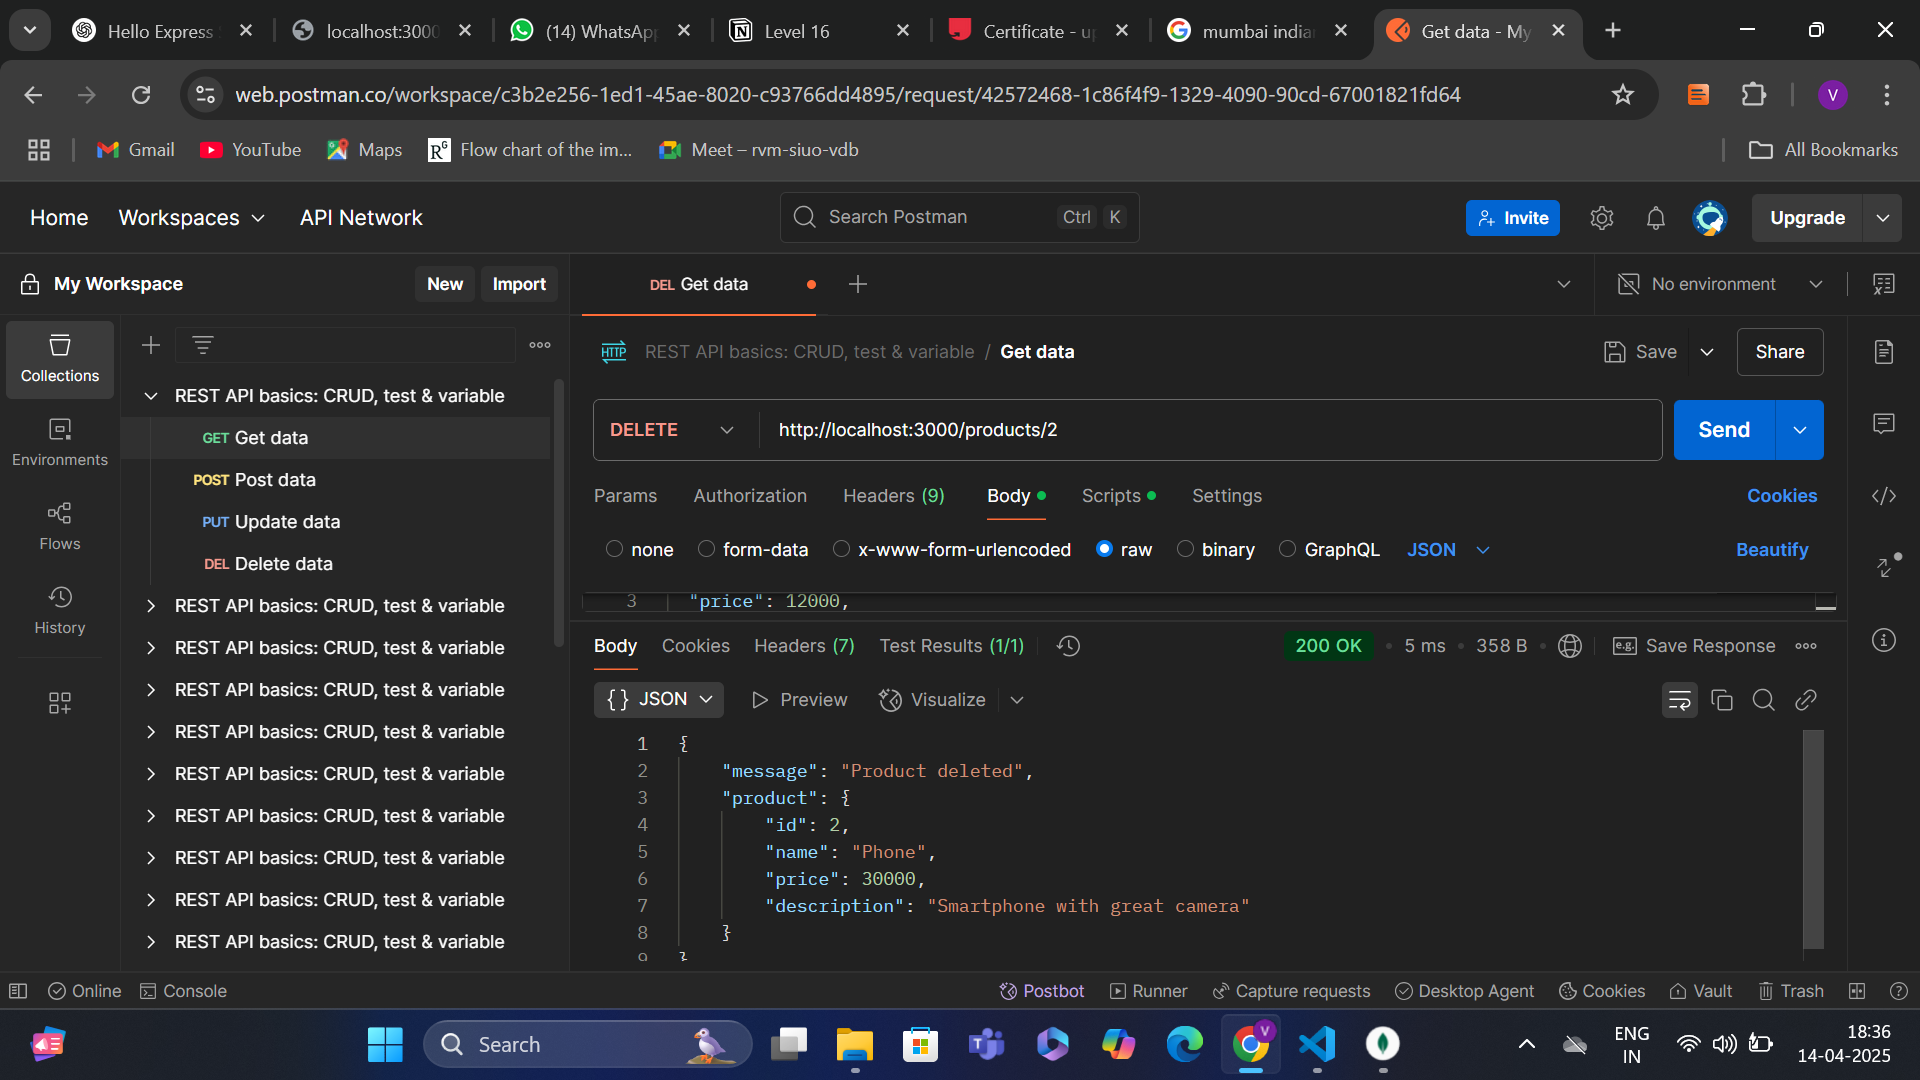 Hello Express
localhost:3000
(14) WhatsApp
Level 16
Certificate - u
mumbai india
Get data - My
web.postman.co/workspace/c3b2e256-1ed1-45ae-8020-c93766dd4895/request/42572468-1c86f4f9-1329-4090-90cd-67001821fd64
V
Gmail
YouTube
Maps
R^G Flow chart of the im...
Meet – rvm-siuo-vdb
All Bookmarks
Home
Workspaces
API Network
Search Postman
Ctrl K
Invite
Upgrade
My Workspace
New
Import
DEL Get data
No environment
Collections
Environments
Flows
History
REST API basics: CRUD, test & variable
GET Get data
POST Post data
PUT Update data
DEL Delete data
REST API basics: CRUD, test & variable
REST API basics: CRUD, test & variable
REST API basics: CRUD, test & variable
REST API basics: CRUD, test & variable
REST API basics: CRUD, test & variable
REST API basics: CRUD, test & variable
REST API basics: CRUD, test & variable
REST API basics: CRUD, test & variable
REST API basics: CRUD, test & variable
HTTP REST API basics: CRUD, test & variable / Get data
Save
Share
DELETE http://localhost:3000/products/2
Send
Params Authorization Headers (9) Body Scripts Settings
Cookies
none form-data x-www-form-urlencoded raw binary GraphQL JSON
Beautify
3 "price": 12000,
Body Cookies Headers (7) Test Results (1/1)
200 OK • 5 ms • 358 B
e.g. Save Response
{} JSON Preview Visualize
1 {
2 "message": "Product deleted",
3 "product": {
4 "id": 2,
5 "name": "Phone",
6 "price": 30000,
7 "description": "Smartphone with great camera"
8 }
9 }
Online Console
Postbot Runner Capture requests Desktop Agent Cookies Vault Trash
Search
V
ENG
IN
18:36
14-04-2025